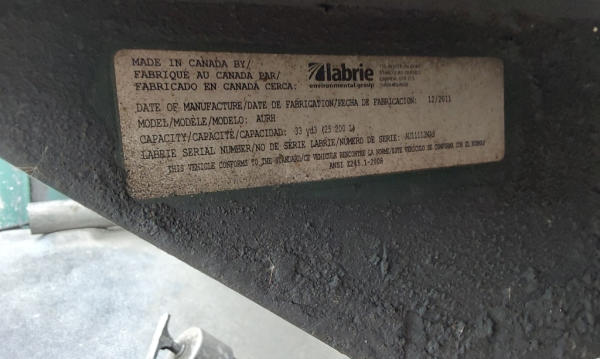 MADE IN CANADA BY/
FABRIQUÉ AU CANADA PAR/
FABRICADO EN CANADA CERCA:
labrie
environmental group
DATE OF MANUFACTURE/DATE DE FABRICATION/FECHA DE FABRICACION: 12/2011
MODEL/MODÈLE/MODELO: AURH
CAPACITY/CAPACITÉ/CAPACIDAD: 33 yd3 (25 200 L)
LABRIE SERIAL NUMBER/NO DE SÉRIE LABRIE/NÚMERO DE SERIE:
THIS VEHICLE CONFORMS TO THE STANDARD/CE VÉHICULE RENCONTRE LA NORME/ESTE VEHÍCULO SE CONFORMA CON EL NORMAS
ANSI Z245.1-2008